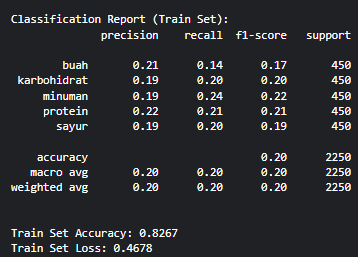 Classification Report (Train Set):
precision recall f1-score support
buah 0.21 0.14 0.17 450
karbohidrat 0.19 0.20 0.20 450
minuman 0.19 0.24 0.22 450
protein 0.22 0.21 0.21 450
sayur 0.19 0.20 0.19 450
accuracy 0.20 2250
macro avg 0.20 0.20 0.20 2250
weighted avg 0.20 0.20 0.20 2250
Train Set Accuracy: 0.8267
Train Set Loss: 0.4678